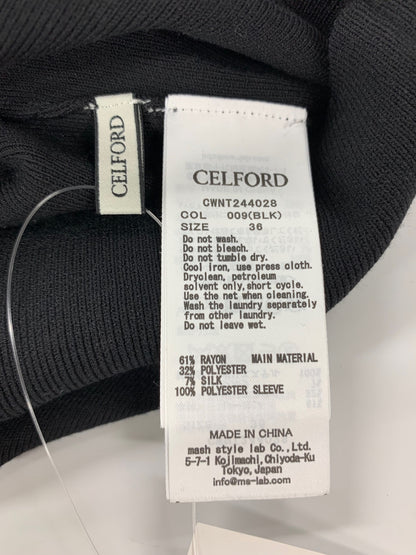 CELFORD
CELFORD
CWNT244028
COL 009(BLK)
SIZE 36
Do not wash.
Do not bleach.
Do not tumble dry.
Cool iron, use press cloth.
Dryclean, petroleum
solvent only, short cycle.
Use the net when cleaning.
Wash the laundry separately
from other laundry.
Do not leave wet.
61% RAYON MAIN MATERIAL
32% POLYESTER
7% SILK
100% POLYESTER SLEEVE
MADE IN CHINA
mash style lab Co.,Ltd.
5-7-1 Kojimachi, Chiyoda-Ku
Tokyo, Japan
info@ms-lab.com